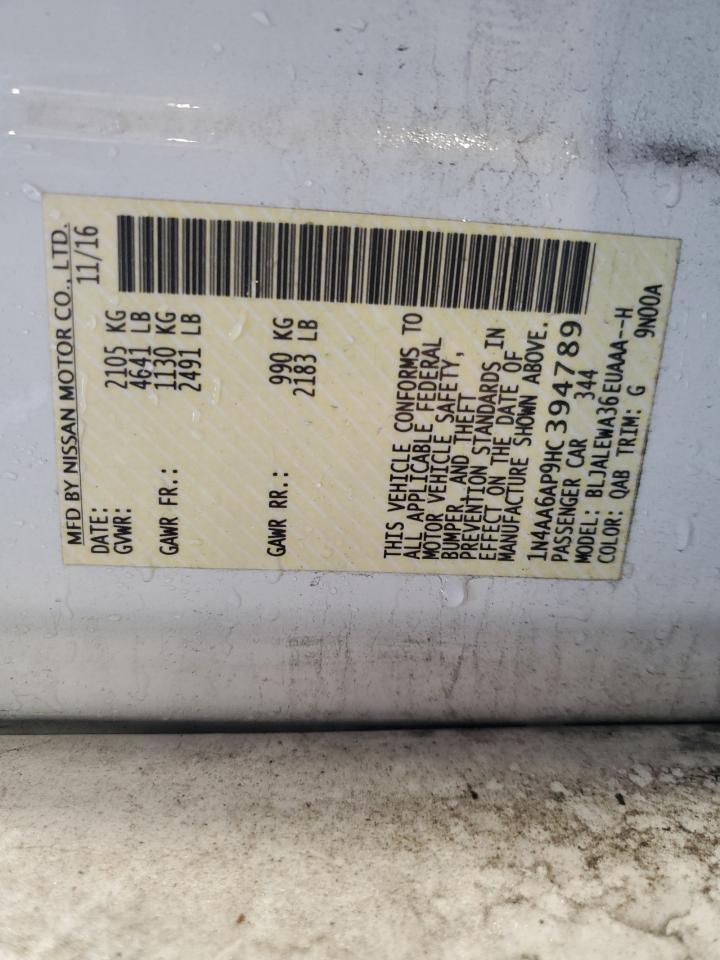 MFD BY NISSAN MOTOR CO., LTD.
DATE: 11/16
GVWR: 2105 KG
4641 LB
GAWR FR.: 1130 KG
2491 LB
GAWR RR.: 990 KG
2183 LB
THIS VEHICLE CONFORMS TO
ALL APPLICABLE FEDERAL
MOTOR VEHICLE SAFETY,
BUMPER, AND THEFT
PREVENTION STANDARDS IN
EFFECT ON THE DATE OF
MANUFACTURE SHOWN ABOVE.
1N4AA6AP9HC394789
PASSENGER CAR 344
MODEL: BLJALEWA36EUAAA--H
COLOR: QAB TRIM: G 9N00A